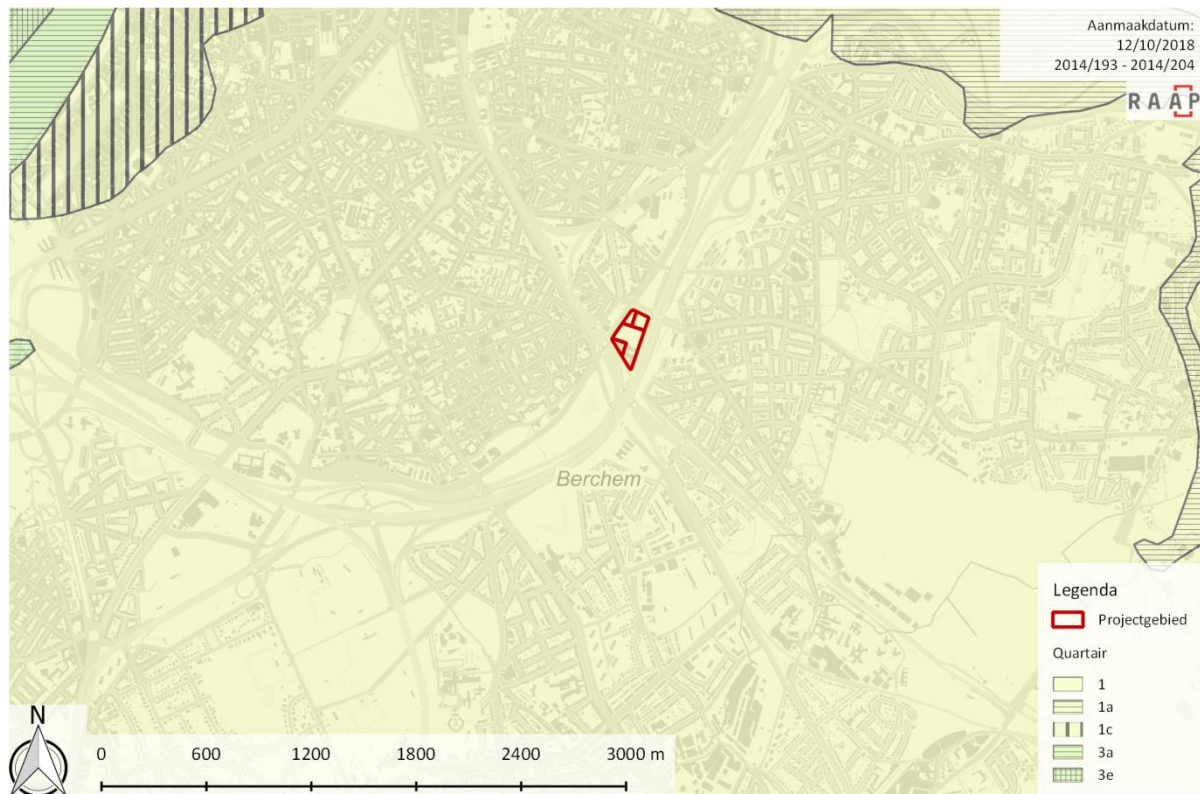 Aanmaakdatum:
12/10/2018
2014/193 - 2014/204
RAAP
Berchem
Legenda
Projectgebied
Quartair
1
1a
1c
3a
3e
N
0 600 1200 1800 2400 3000 m